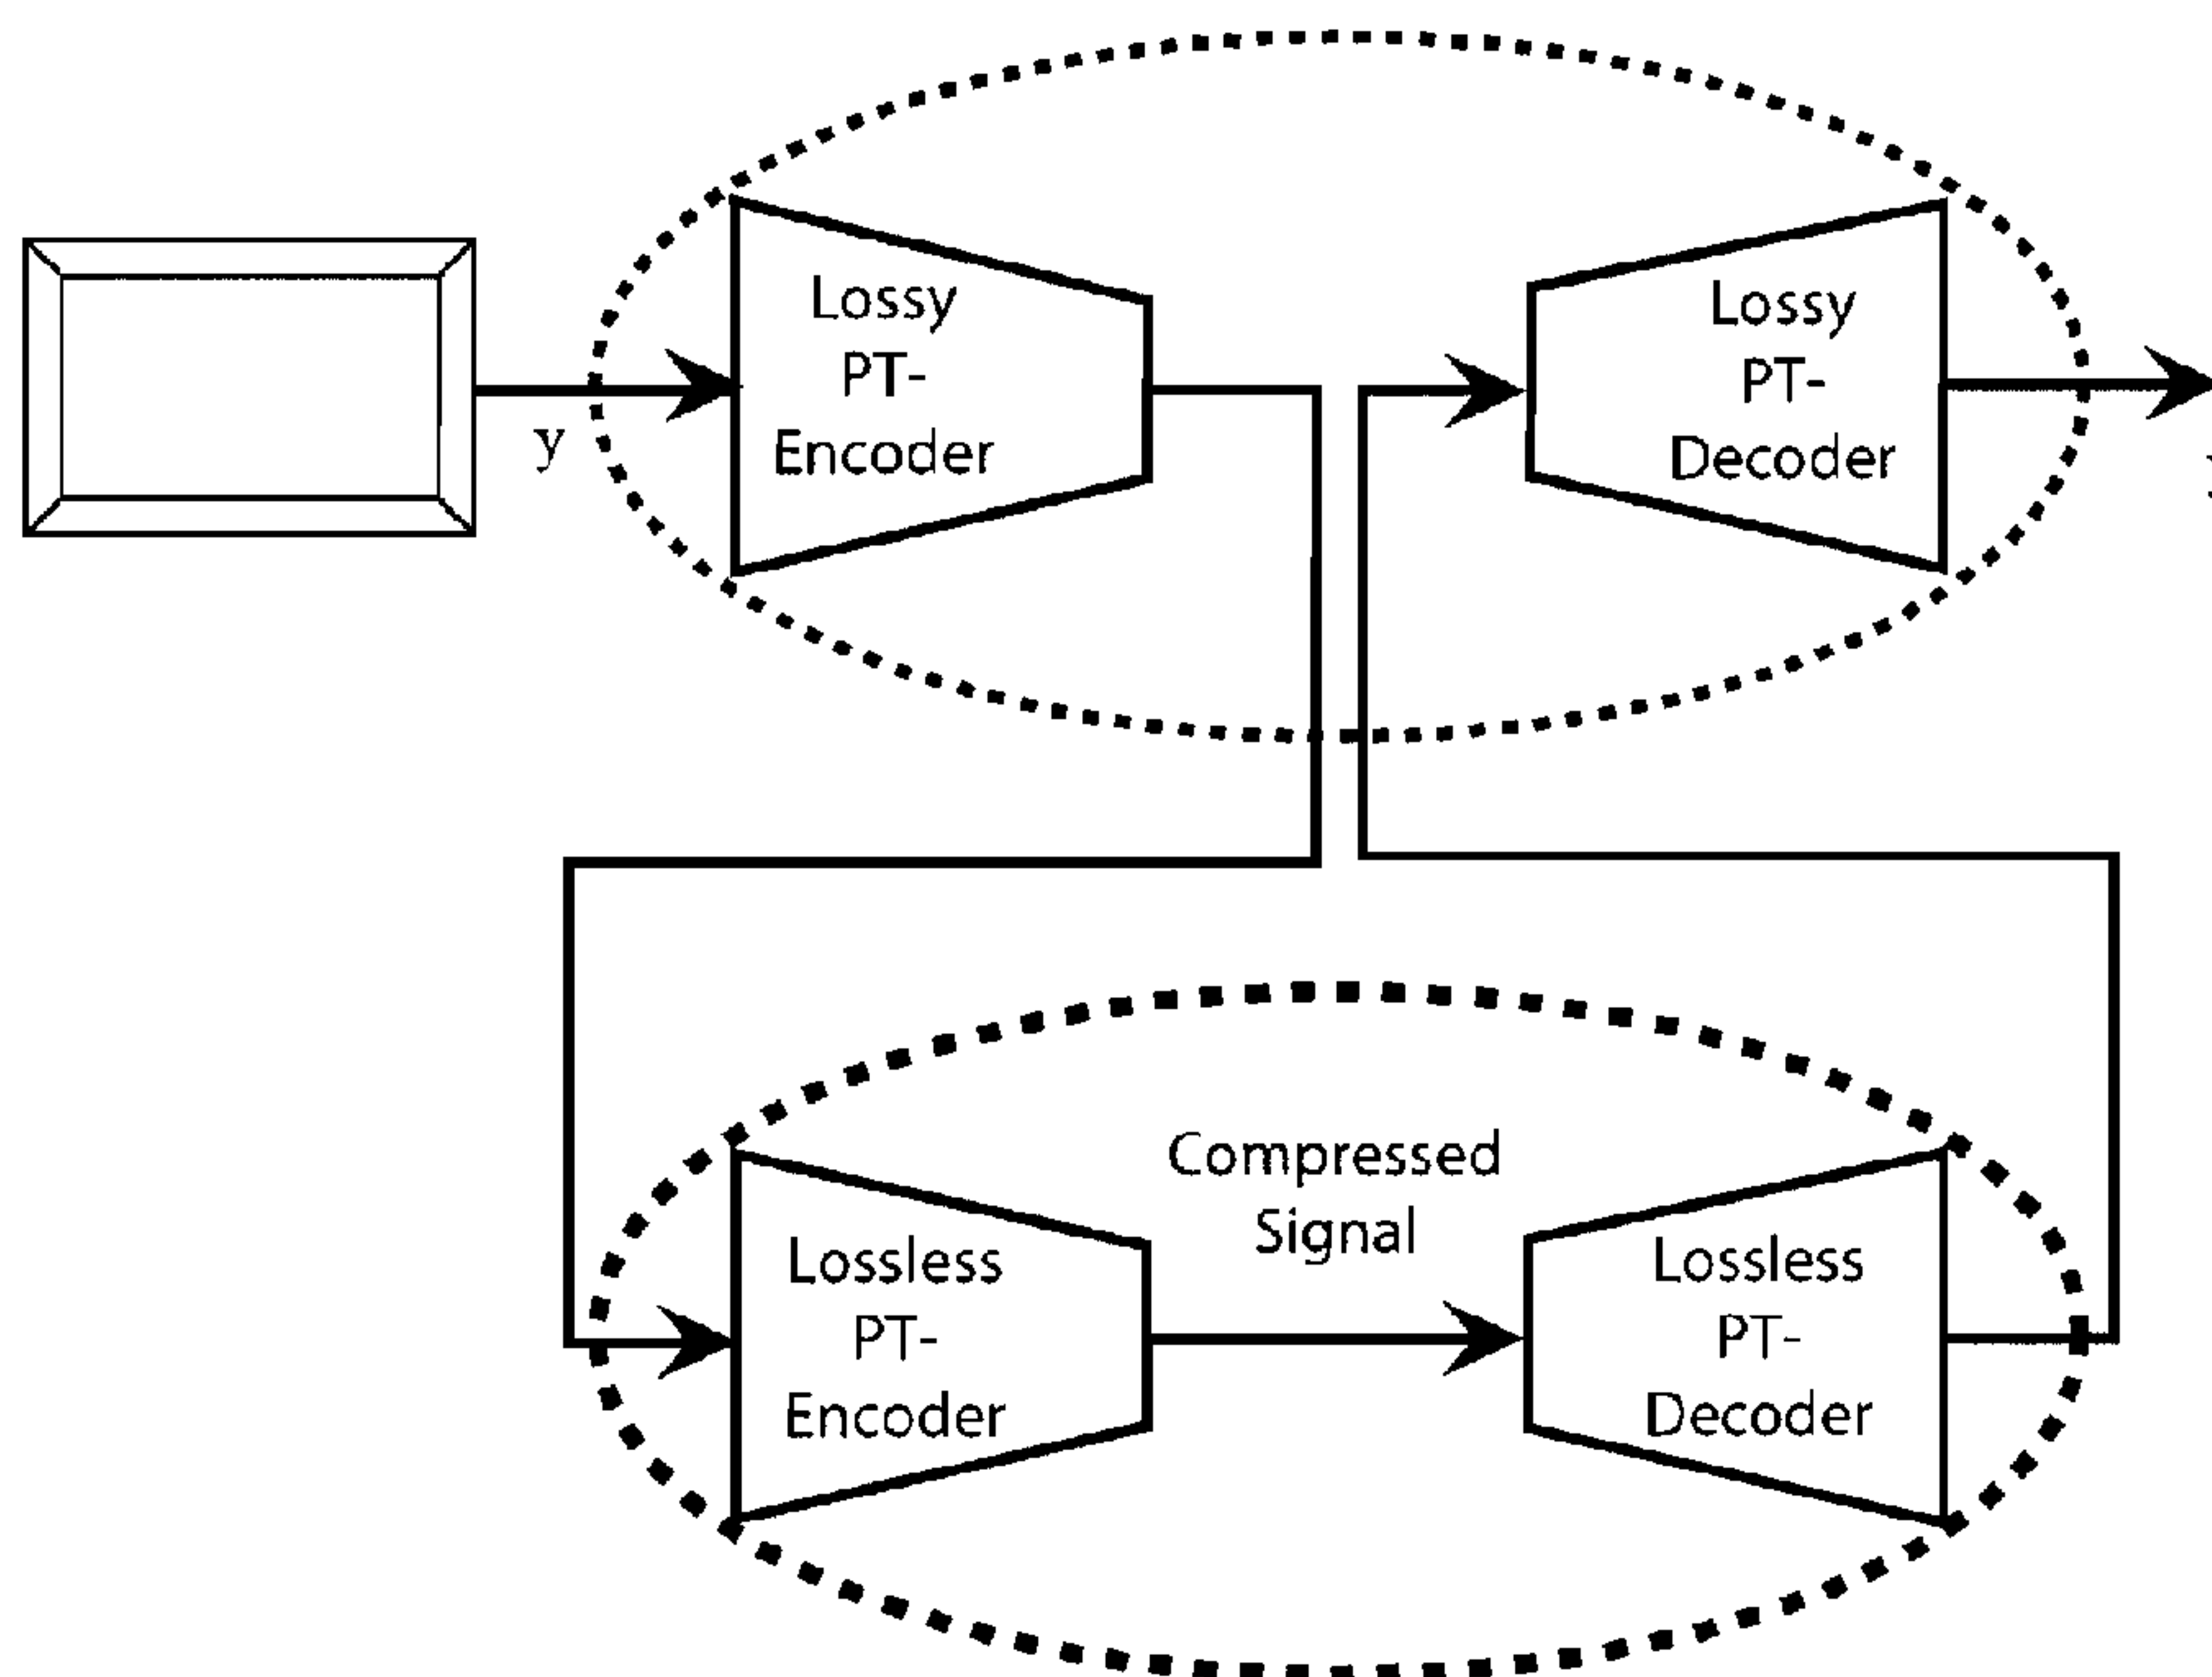 Lossy
PT-
Encoder
Lossy
PT-
Decoder
y
Compressed
Signal
Lossless
PT-
Encoder
Lossless
PT-
Decoder